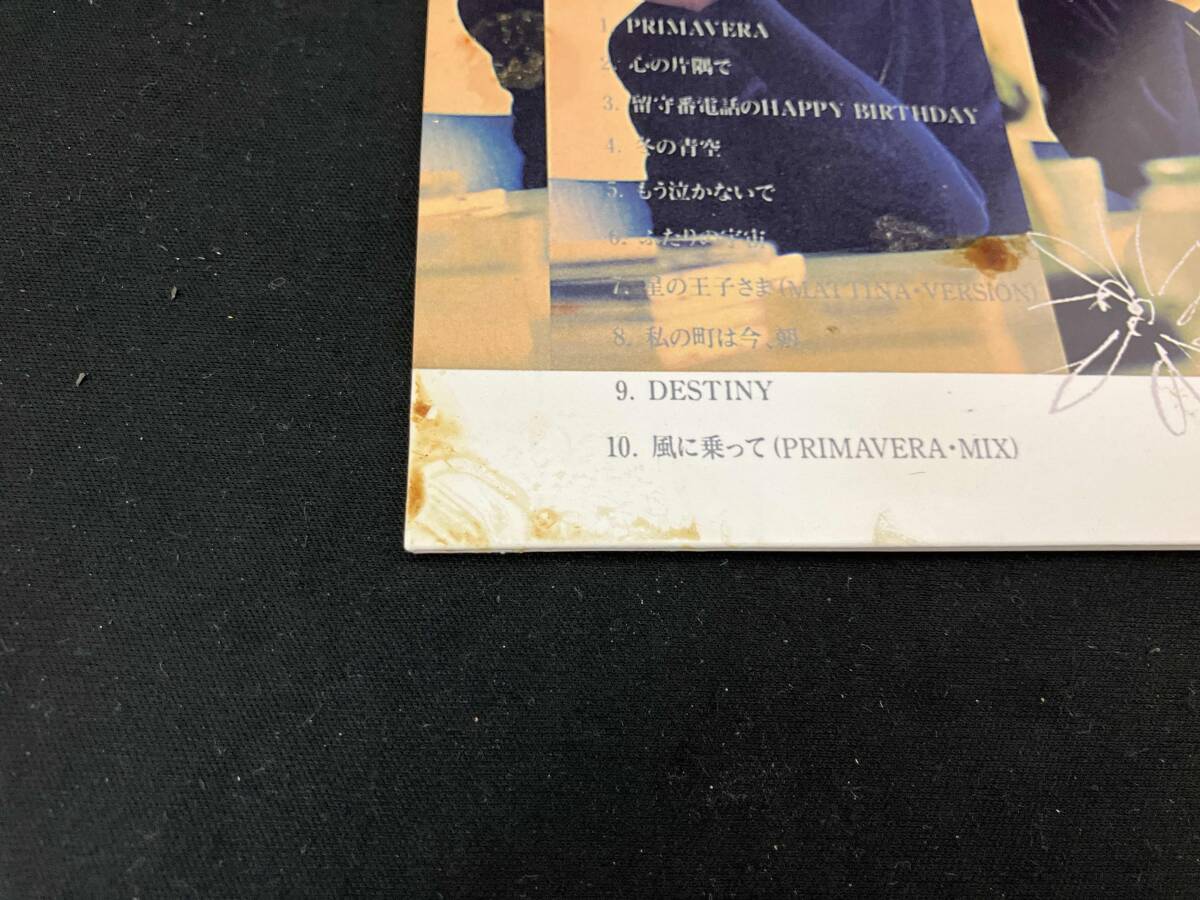 1. PRIMAVERA
2. 心の片隅で
3. 留守番電話のHAPPY BIRTHDAY
4. 冬の青空
5. もう泣かないで
6. ふたりの宇宙
7. 星の王子さま(MATTINA・VERSION)
8. 私の町は今、朝
9. DESTINY
10. 風に乗って(PRIMAVERA・MIX)